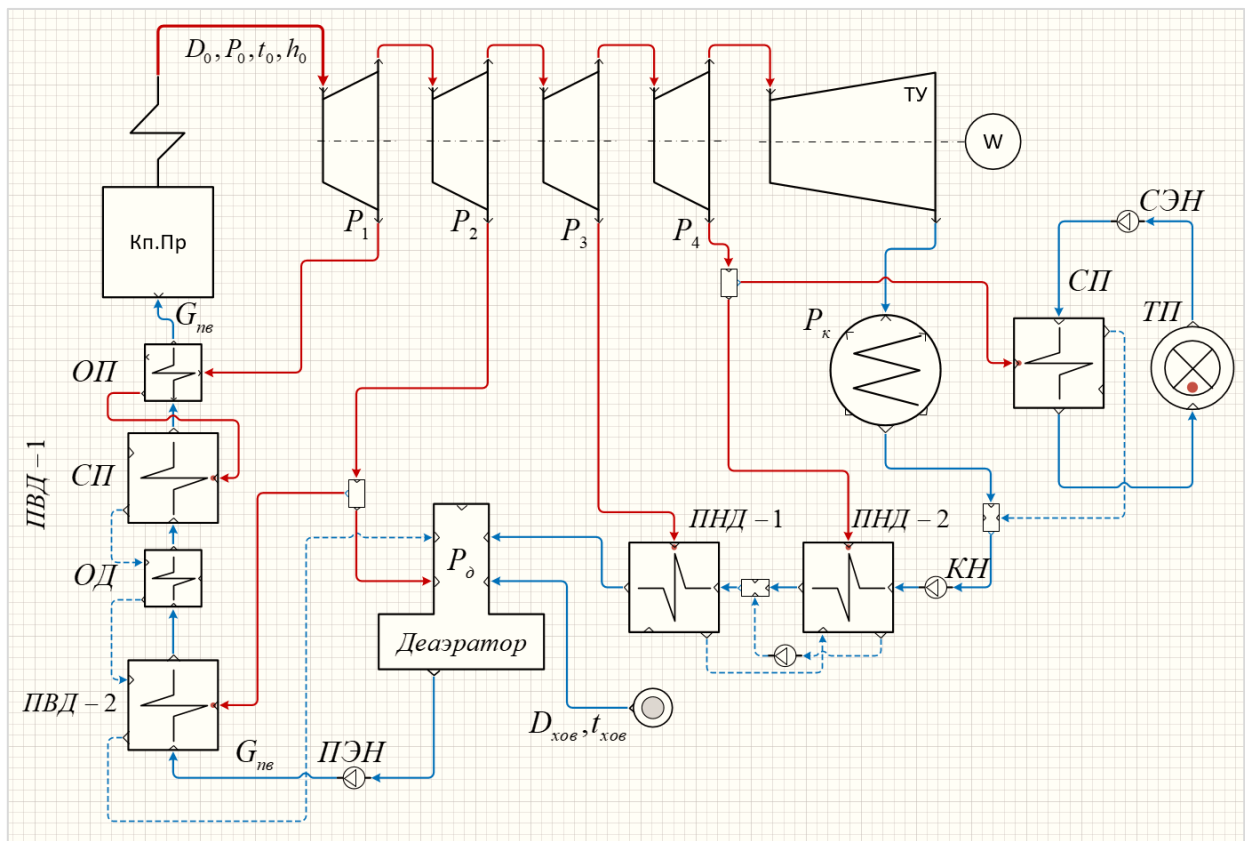 D₀, P₀, t₀, h₀
ТУ
W
P₁
P₂
P₃
P₄
СЭН
Кп.Пр
СП
ТП
Pₖ
Gпв
ОП
ПВД – 1
СП
ПНД – 1
ПНД – 2
Pд
КН
ОД
Деаэратор
ПВД – 2
Dхов, tхов
Gпв
ПЭН